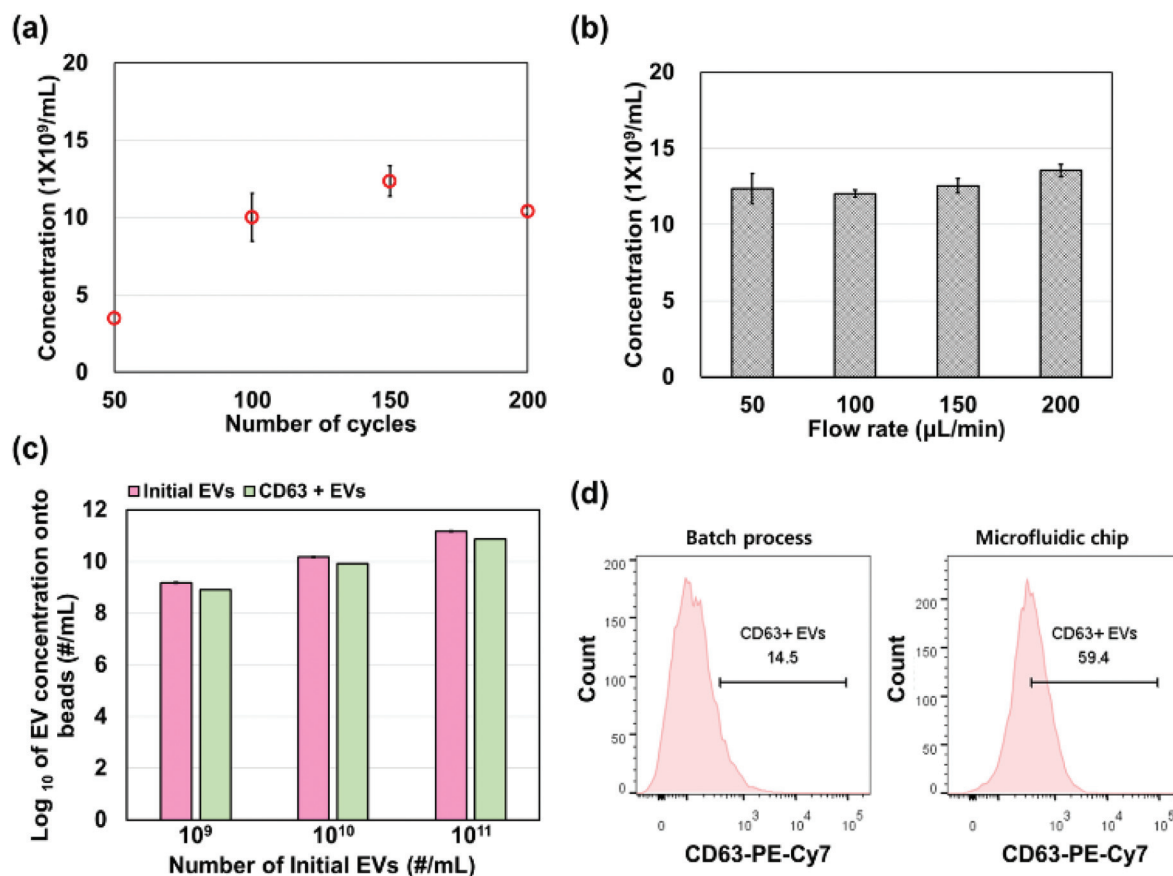 (a)
Concentration (1X10⁹/mL)
20
15
10
5
0
50 100 150 200
Number of cycles
(b)
Concentration (1X10⁹/mL)
20
15
10
5
0
50 100 150 200
Flow rate (µL/min)
(c)
Log ₁₀ of EV concentration onto
beads (#/mL)
Initial EVs CD63 + EVs
12
10
8
6
4
2
0
10⁹ 10¹⁰ 10¹¹
Number of Initial EVs (#/mL)
(d)
Batch process
Count
200
150
100
50
0
CD63+ EVs
14.5
0 10³ 10⁴ 10⁵
CD63-PE-Cy7
Microfluidic chip
Count
200
150
100
50
0
CD63+ EVs
59.4
0 10³ 10⁴ 10⁵
CD63-PE-Cy7